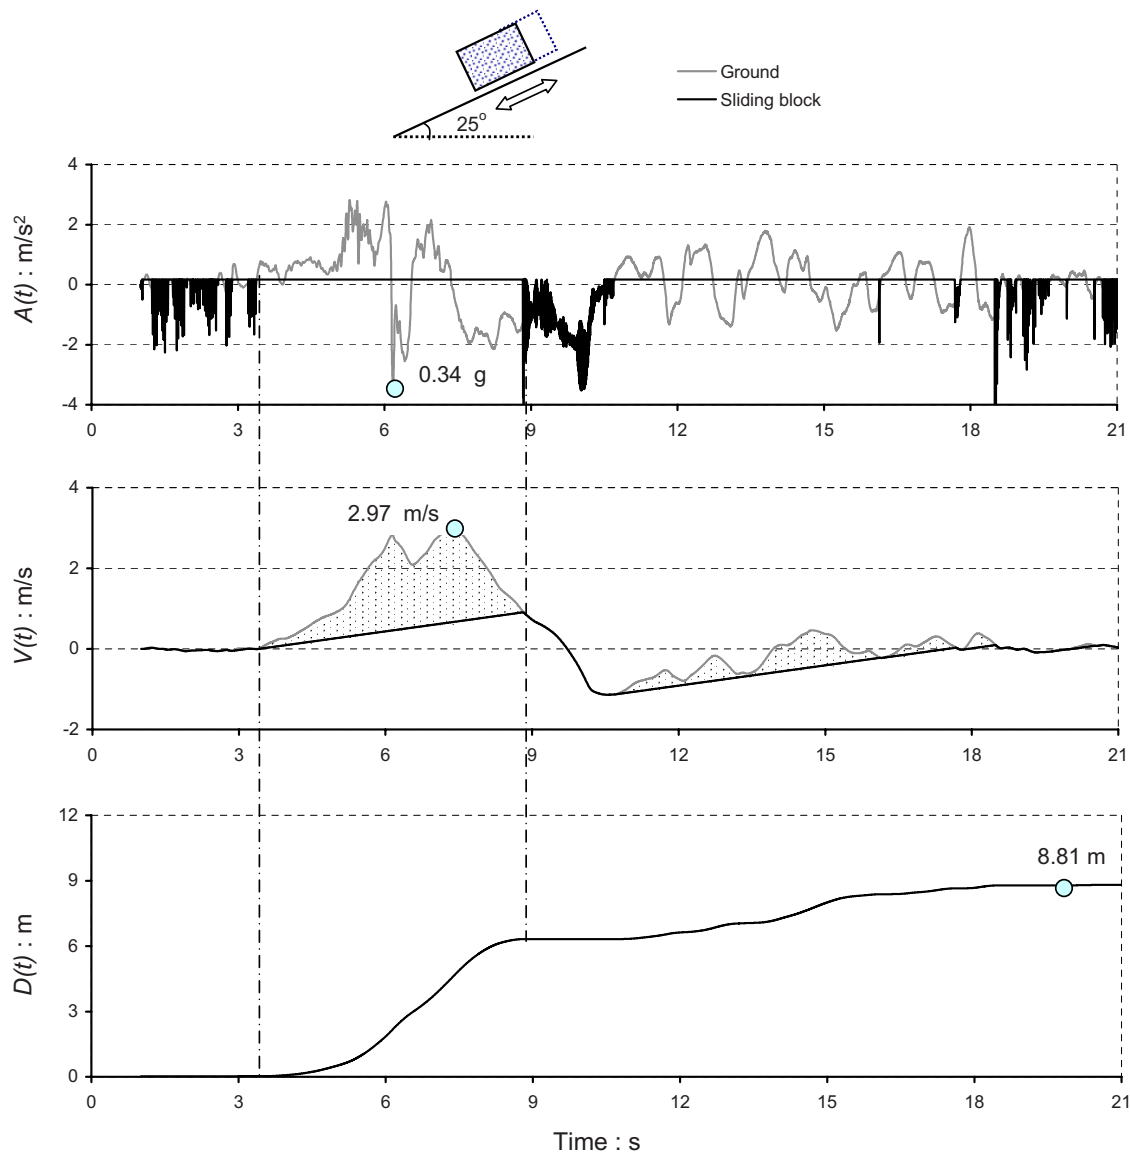 Ground
Sliding block
25°
A(t) : m/s²
4
2
0
-2
-4
0.34 g
0 3 6 9 12 15 18 21
V(t) : m/s
4
2
0
-2
2.97 m/s
0 3 6 9 12 15 18 21
D(t) : m
12
9
6
3
0
8.81 m
0 3 6 9 12 15 18 21
Time : s